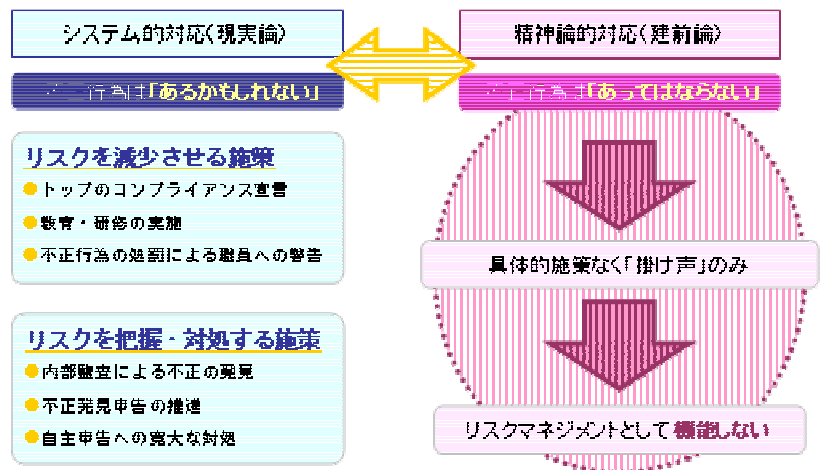 システム的対応(現実論)
行為は「あるかもしれない」
リスクを減少させる施策
トップのコンプライアンス宣言
教育・研修の実施
不正行為の処罰による職員への警告
リスクを把握・対処する施策
内部監査による不正の発見
不正発見申告の推進
自主申告への寛大な対処
精神論的対応(建前論)
行為は「あってはならない」
具体的施策なく「掛け声」のみ
リスクマネジメントとして機能しない